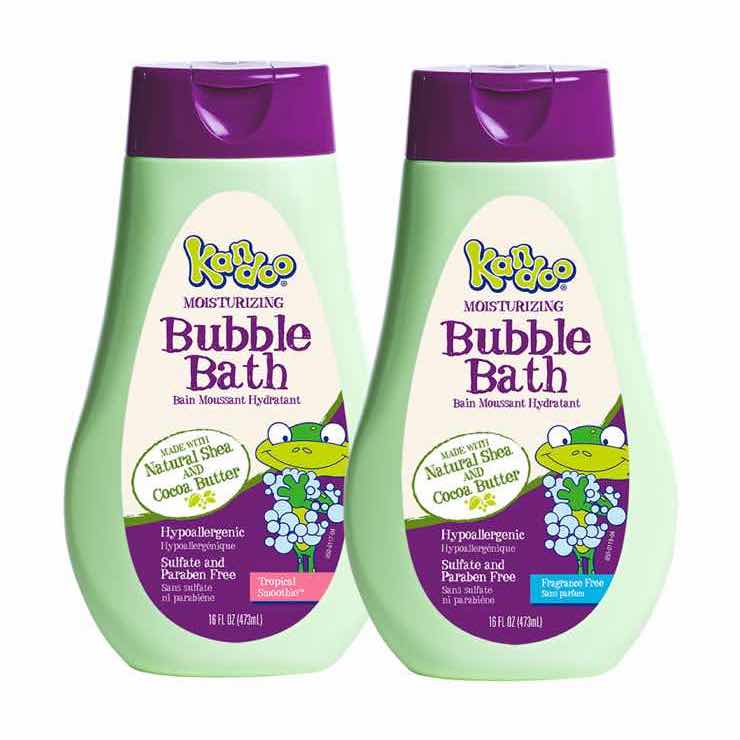 Kandoo®
MOISTURIZING
Bubble
Bath
Bain Moussant Hydratant
MADE WITH
Natural Shea
AND
Cocoa Butter
Hypoallergenic
Hypoallergénique
Sulfate and
Paraben Free
Sans sulfate
ni parabiéne
Tropical
Smoothie™
16 FL OZ (473mL)
Kandoo®
MOISTURIZING
Bubble
Bath
Bain Moussant Hydratant
MADE WITH
Natural Shea
AND
Cocoa Butter
Hypoallergenic
Hypoallergénique
Sulfate and
Paraben Free
Sans sulfate
ni parabiéne
Fragrance Free
Sans parfum
16 FL OZ (473mL)